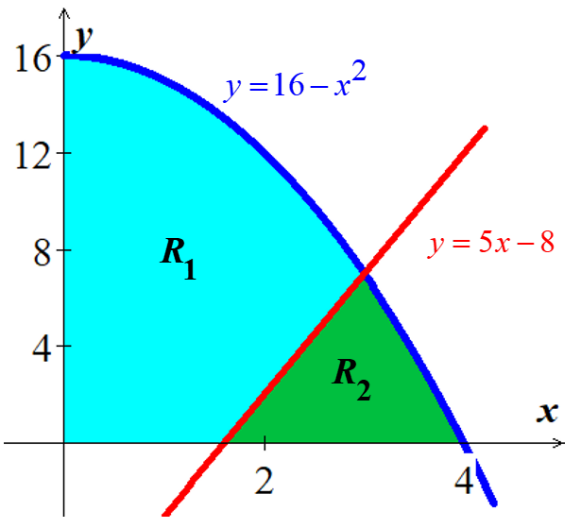 y
16
y = 16 − x²
12
R₁
8
y = 5x − 8
4
R₂
x
2
4